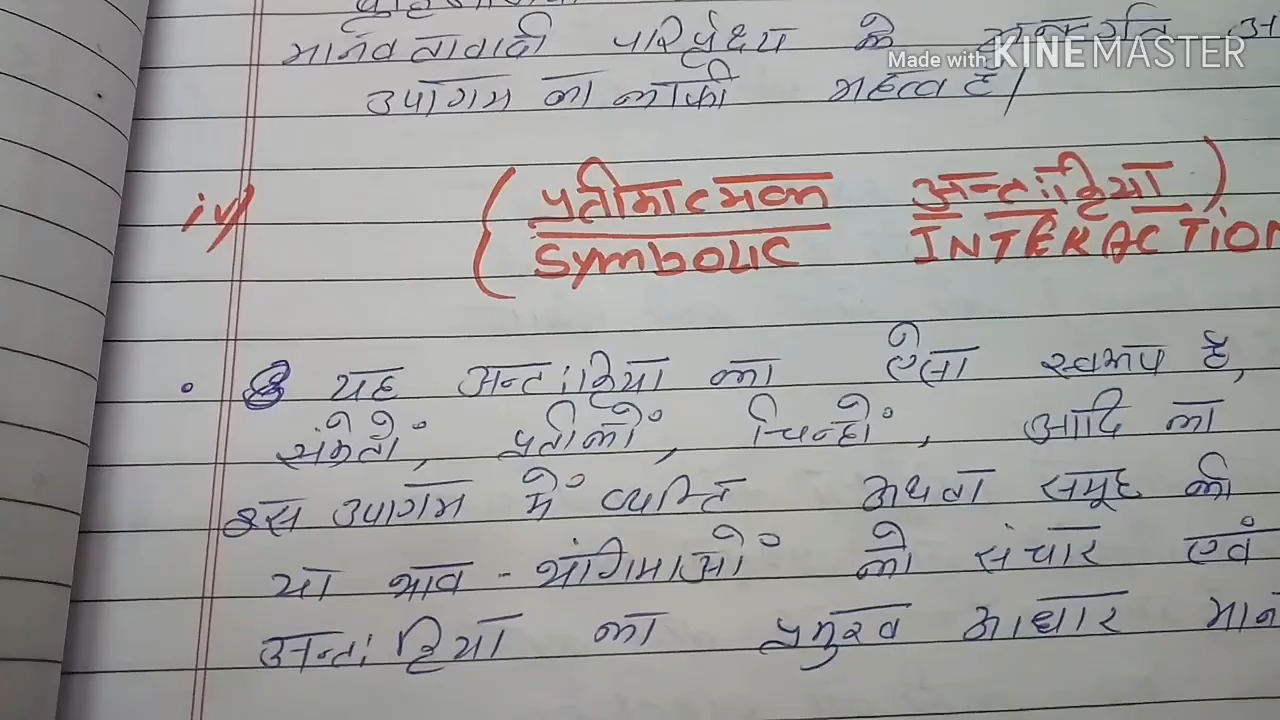 मानवतावादी परिप्रेक्ष्य के अन्तर्गत
Made with KINEMASTER
उपागम का काफी महत्व है।
iv) (प्रतीमात्मक अन्तःक्रिया)
(SymboLIC INTERACTION
• यह अन्तःक्रिया का ऐसा स्वरूप है,
संकेतों, प्रतीकों, चिन्हों, आदि का
इस उपागम में व्यक्ति अथवा समूह की
या भाव - भंगिमाओं को संचार एवं
अन्तःक्रिया का प्रमुख आधार